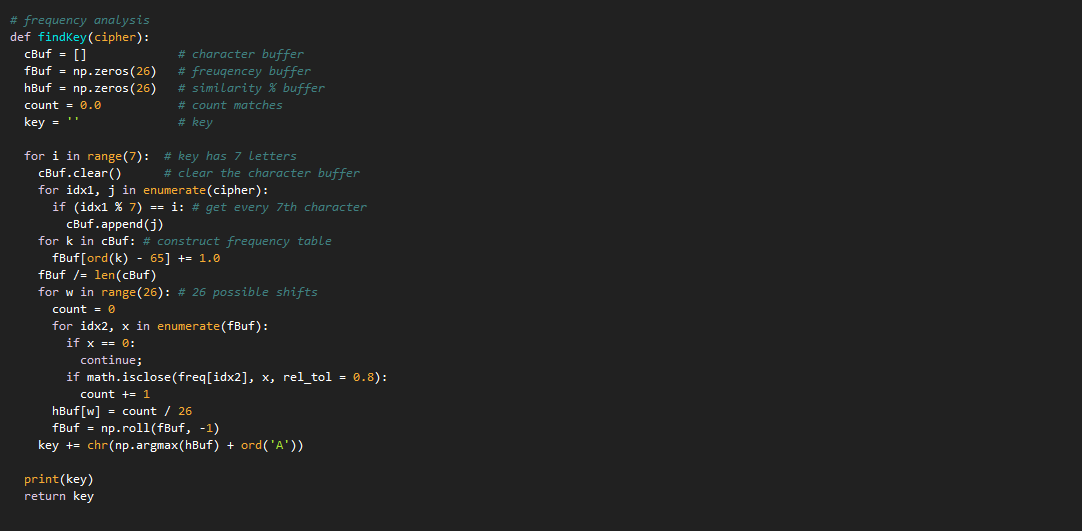 # frequency analysis
def findKey(cipher):
  cBuf = []             # character buffer
  fBuf = np.zeros(26)   # freuqencey buffer
  hBuf = np.zeros(26)   # similarity % buffer
  count = 0.0           # count matches
  key = ''              # key

  for i in range(7):  # key has 7 letters
    cBuf.clear()      # clear the character buffer
    for idx1, j in enumerate(cipher):
      if (idx1 % 7) == i: # get every 7th character
        cBuf.append(j)
    for k in cBuf: # construct frequency table
      fBuf[ord(k) - 65] += 1.0
    fBuf /= len(cBuf)
    for w in range(26): # 26 possible shifts
      count = 0
      for idx2, x in enumerate(fBuf):
        if x == 0:
          continue;
        if math.isclose(freq[idx2], x, rel_tol = 0.8):
          count += 1
      hBuf[w] = count / 26
      fBuf = np.roll(fBuf, -1)
    key += chr(np.argmax(hBuf) + ord('A'))

  print(key)
  return key